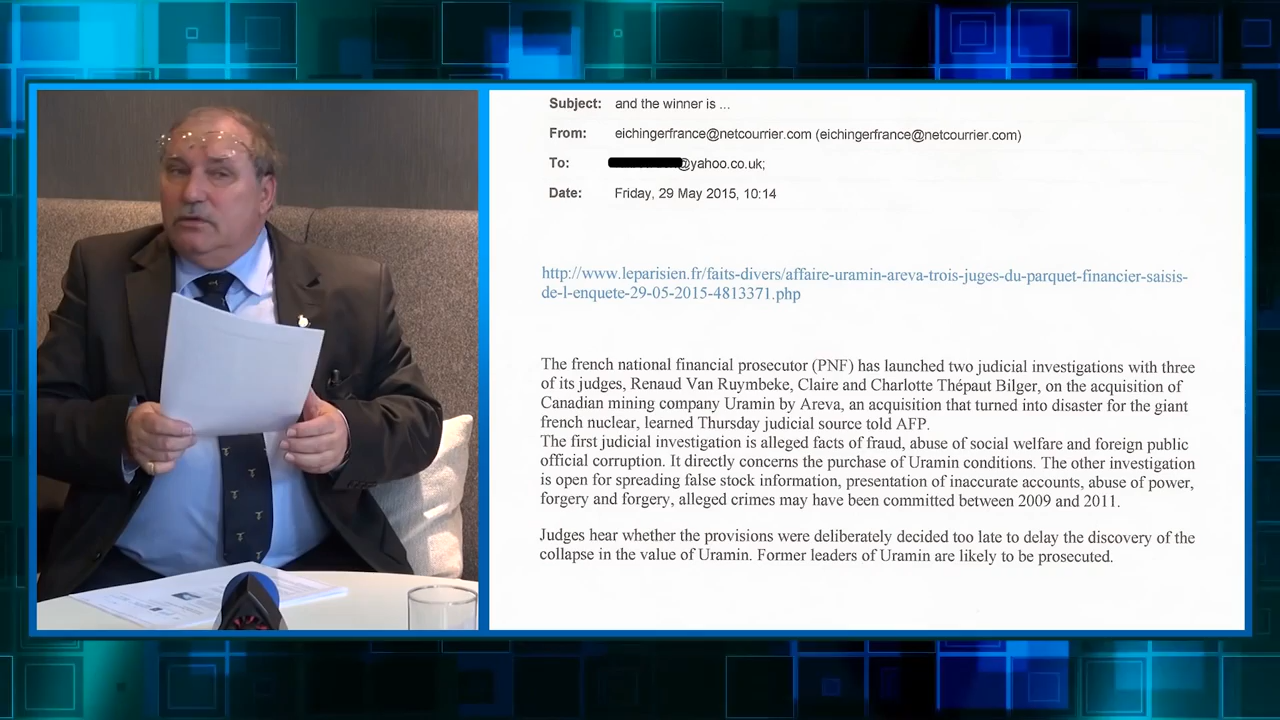 Subject: and the winner is ...
From: eichingerfrance@netcourrier.com (eichingerfrance@netcourrier.com)
To: @yahoo.co.uk;
Date: Friday, 29 May 2015, 10:14
http://www.leparisien.fr/faits-divers/affaire-uramin-areva-trois-juges-du-parquet-financier-saisis-
de-l-enquete-29-05-2015-4813371.php
The french national financial prosecutor (PNF) has launched two judicial investigations with three
of its judges, Renaud Van Ruymbeke, Claire and Charlotte Thépaut Bilger, on the acquisition of
Canadian mining company Uramin by Areva, an acquisition that turned into disaster for the giant
french nuclear, learned Thursday judicial source told AFP.
The first judicial investigation is alleged facts of fraud, abuse of social welfare and foreign public
official corruption. It directly concerns the purchase of Uramin conditions. The other investigation
is open for spreading false stock information, presentation of inaccurate accounts, abuse of power,
forgery and forgery, alleged crimes may have been committed between 2009 and 2011.
Judges hear whether the provisions were deliberately decided too late to delay the discovery of the
collapse in the value of Uramin. Former leaders of Uramin are likely to be prosecuted.